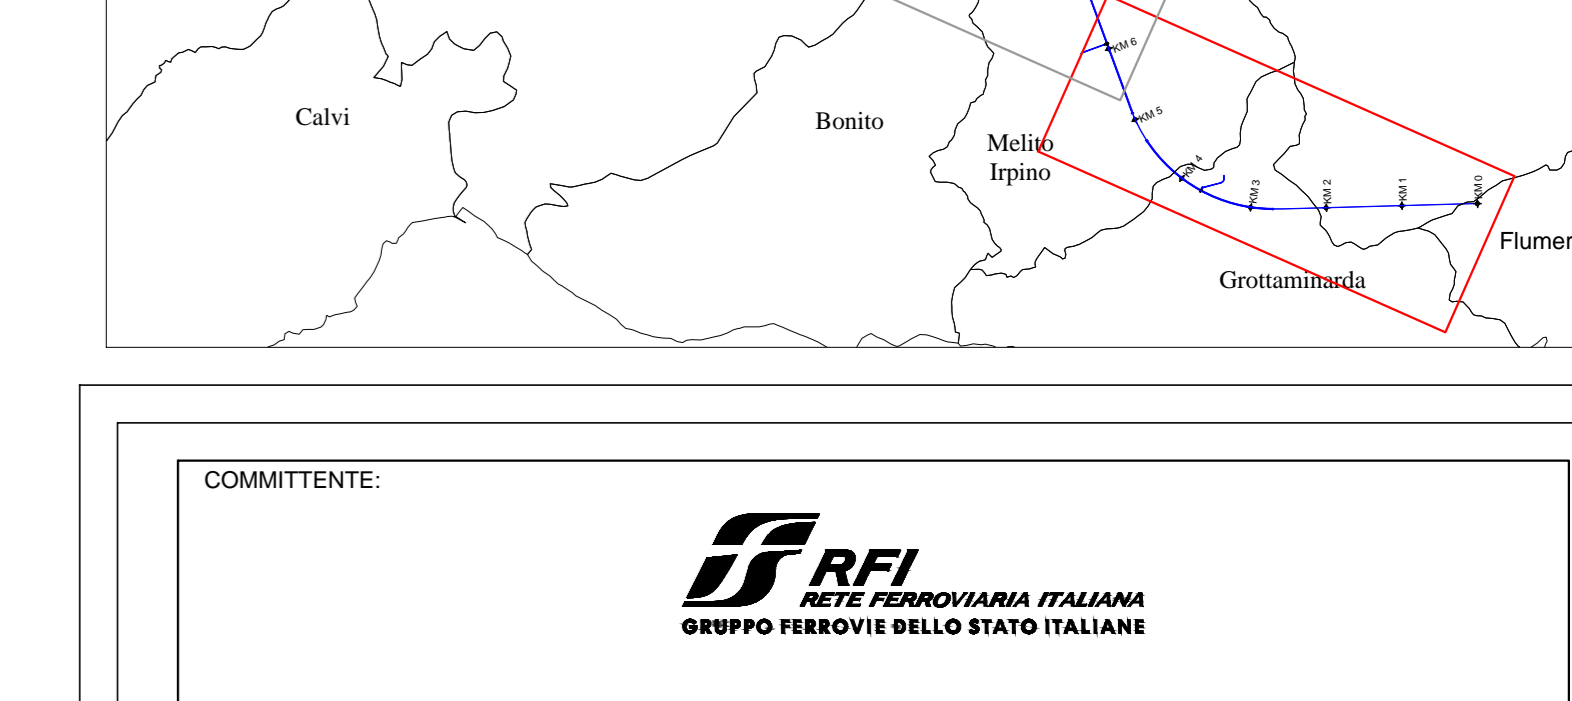 KM 6
Calvi
Bonito
KM 5
Melito
Irpino
KM 4
KM 3
KM 2
KM 1
KM 0
Flumer
Grottaminarda
COMMITTENTE:
RFI
RETE FERROVIARIA ITALIANA
GRUPPO FERROVIE DELLO STATO ITALIANE